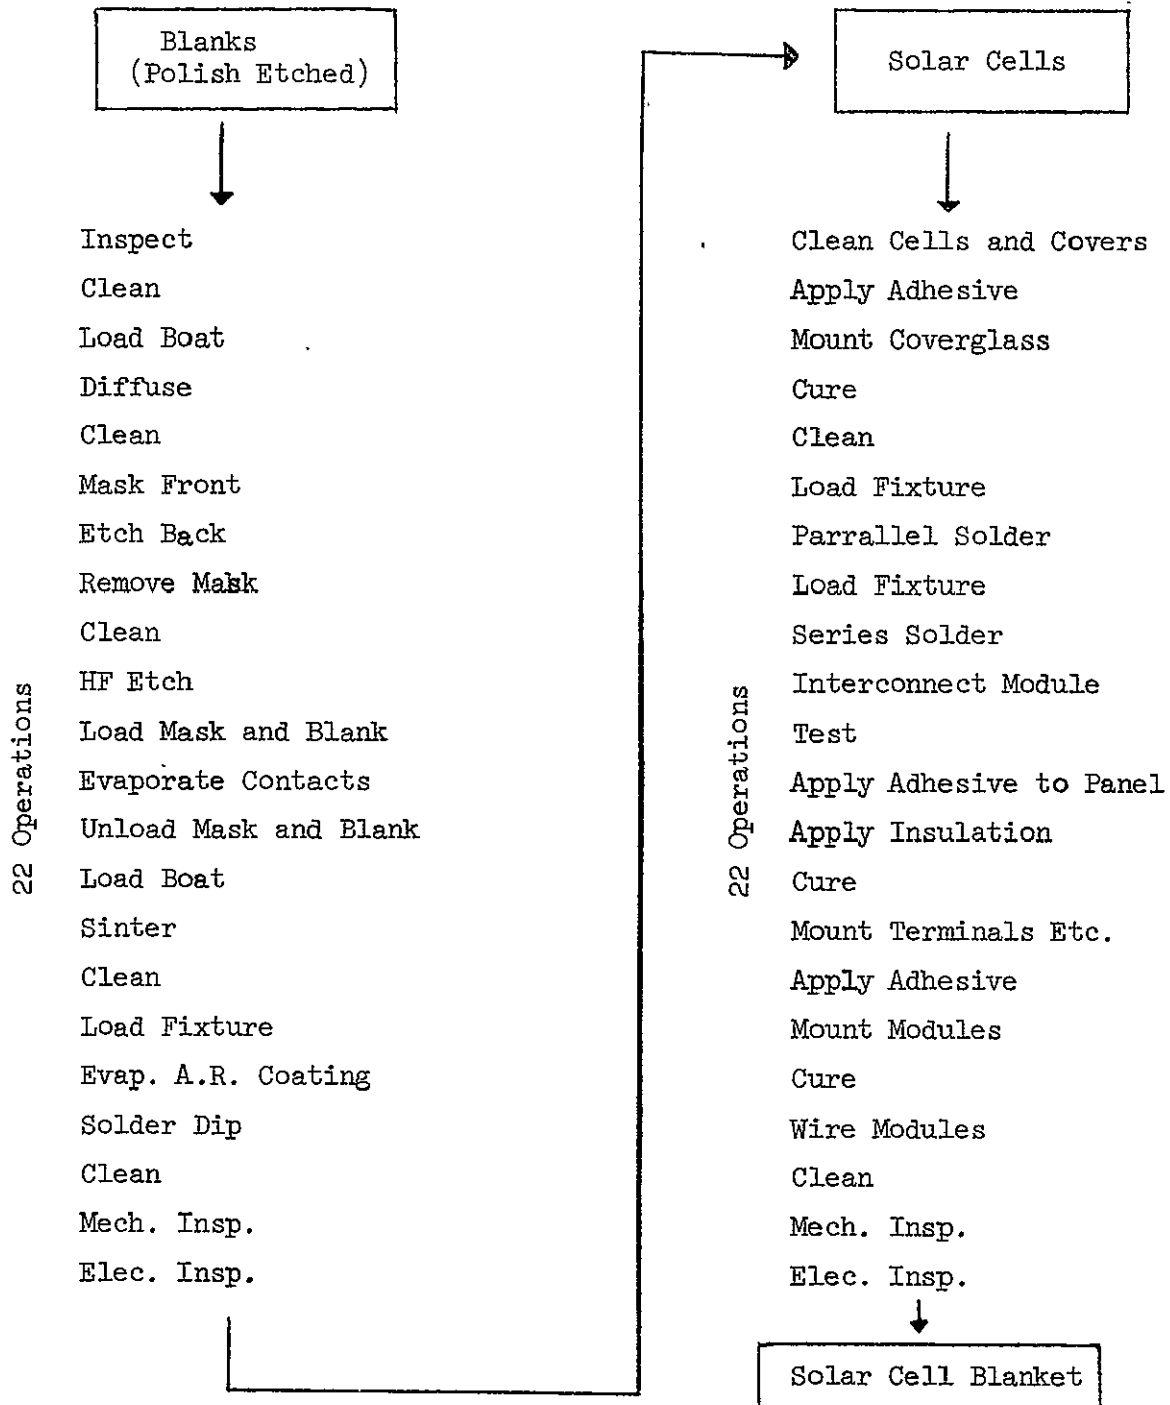 Blanks
(Polish Etched)
Inspect
Clean
Load Boat
Diffuse
Clean
Mask Front
Etch Back
Remove Mask
Clean
HF Etch
Load Mask and Blank
Evaporate Contacts
Unload Mask and Blank
Load Boat
Sinter
Clean
Load Fixture
Evap. A.R. Coating
Solder Dip
Clean
Mech. Insp.
Elec. Insp.
22 Operations
Solar Cells
Clean Cells and Covers
Apply Adhesive
Mount Coverglass
Cure
Clean
Load Fixture
Parrallel Solder
Load Fixture
Series Solder
Interconnect Module
Test
Apply Adhesive to Panel
Apply Insulation
Cure
Mount Terminals Etc.
Apply Adhesive
Mount Modules
Cure
Wire Modules
Clean
Mech. Insp.
Elec. Insp.
22 Operations
Solar Cell Blanket